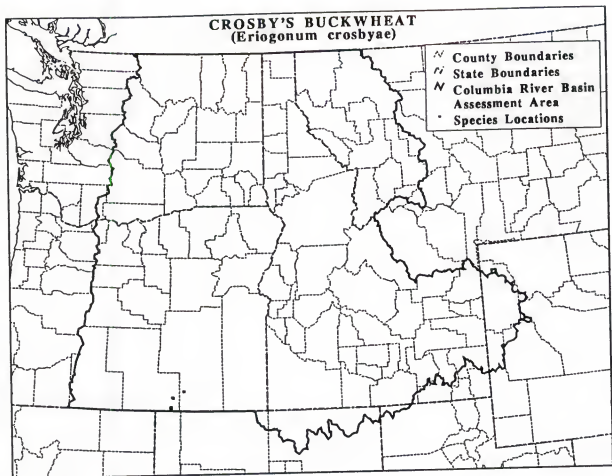 CROSBY'S BUCKWHEAT
(Eriogonum crosbyae)
County Boundaries
State Boundaries
Columbia River Basin
Assessment Area
Species Locations